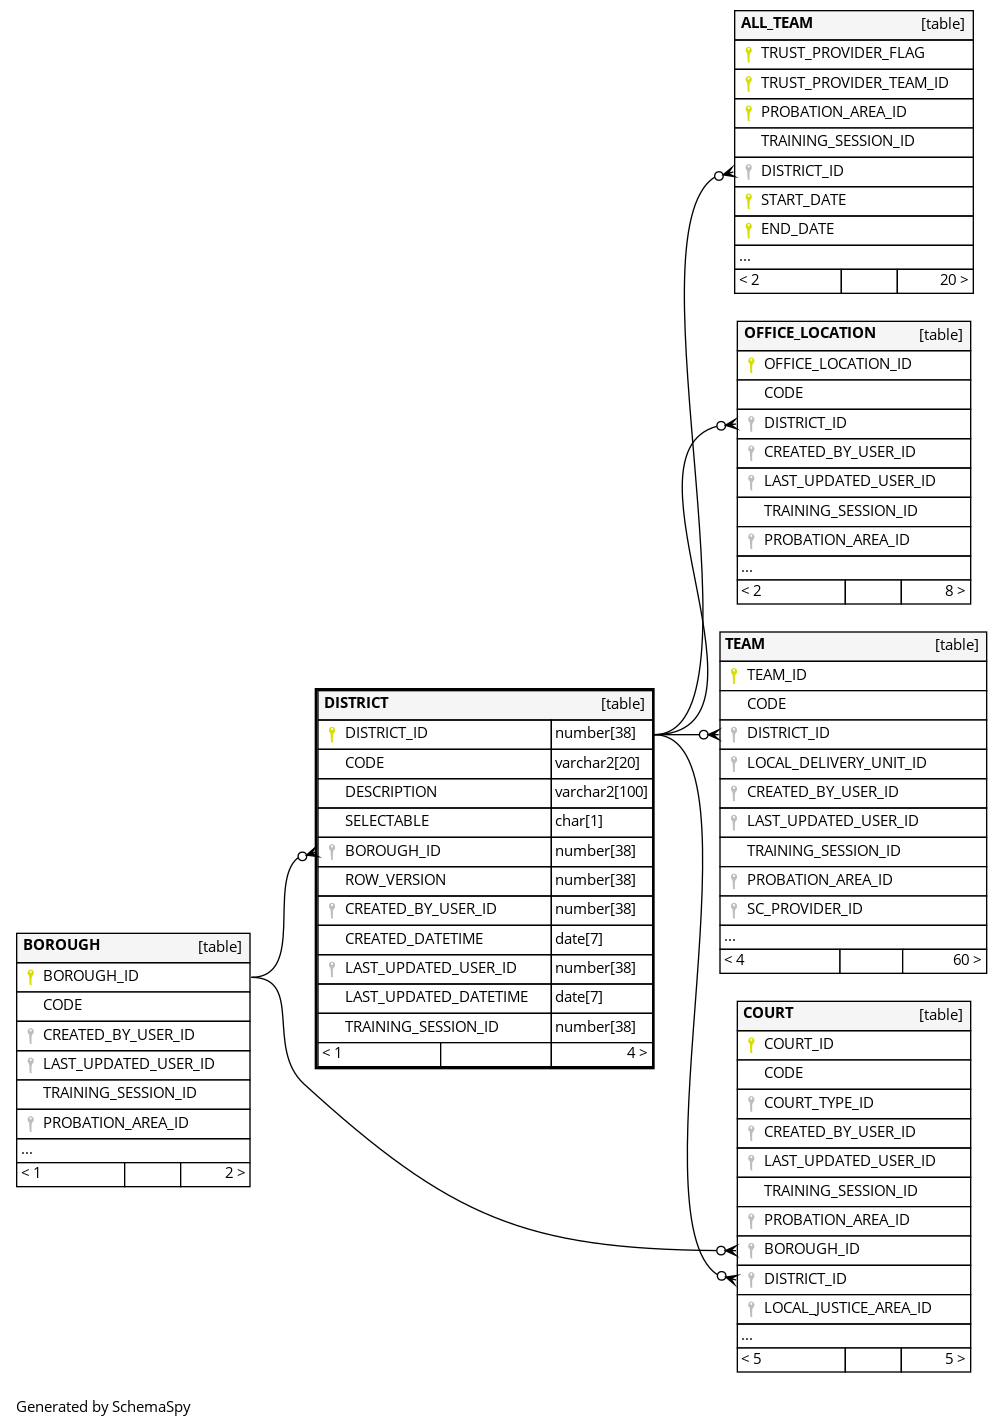 ALL_TEAM [table]
TRUST_PROVIDER_FLAG
TRUST_PROVIDER_TEAM_ID
PROBATION_AREA_ID
TRAINING_SESSION_ID
DISTRICT_ID
START_DATE
END_DATE
...
< 2 20 >
OFFICE_LOCATION [table]
OFFICE_LOCATION_ID
CODE
DISTRICT_ID
CREATED_BY_USER_ID
LAST_UPDATED_USER_ID
TRAINING_SESSION_ID
PROBATION_AREA_ID
...
< 2 8 >
TEAM [table]
TEAM_ID
CODE
DISTRICT_ID
LOCAL_DELIVERY_UNIT_ID
CREATED_BY_USER_ID
LAST_UPDATED_USER_ID
TRAINING_SESSION_ID
PROBATION_AREA_ID
SC_PROVIDER_ID
...
< 4 60 >
DISTRICT [table]
DISTRICT_ID number[38]
CODE varchar2[20]
DESCRIPTION varchar2[100]
SELECTABLE char[1]
BOROUGH_ID number[38]
ROW_VERSION number[38]
CREATED_BY_USER_ID number[38]
CREATED_DATETIME date[7]
LAST_UPDATED_USER_ID number[38]
LAST_UPDATED_DATETIME date[7]
TRAINING_SESSION_ID number[38]
< 1 4 >
BOROUGH [table]
BOROUGH_ID
CODE
CREATED_BY_USER_ID
LAST_UPDATED_USER_ID
TRAINING_SESSION_ID
PROBATION_AREA_ID
...
< 1 2 >
COURT [table]
COURT_ID
CODE
COURT_TYPE_ID
CREATED_BY_USER_ID
LAST_UPDATED_USER_ID
TRAINING_SESSION_ID
PROBATION_AREA_ID
BOROUGH_ID
DISTRICT_ID
LOCAL_JUSTICE_AREA_ID
...
< 5 5 >
Generated by SchemaSpy